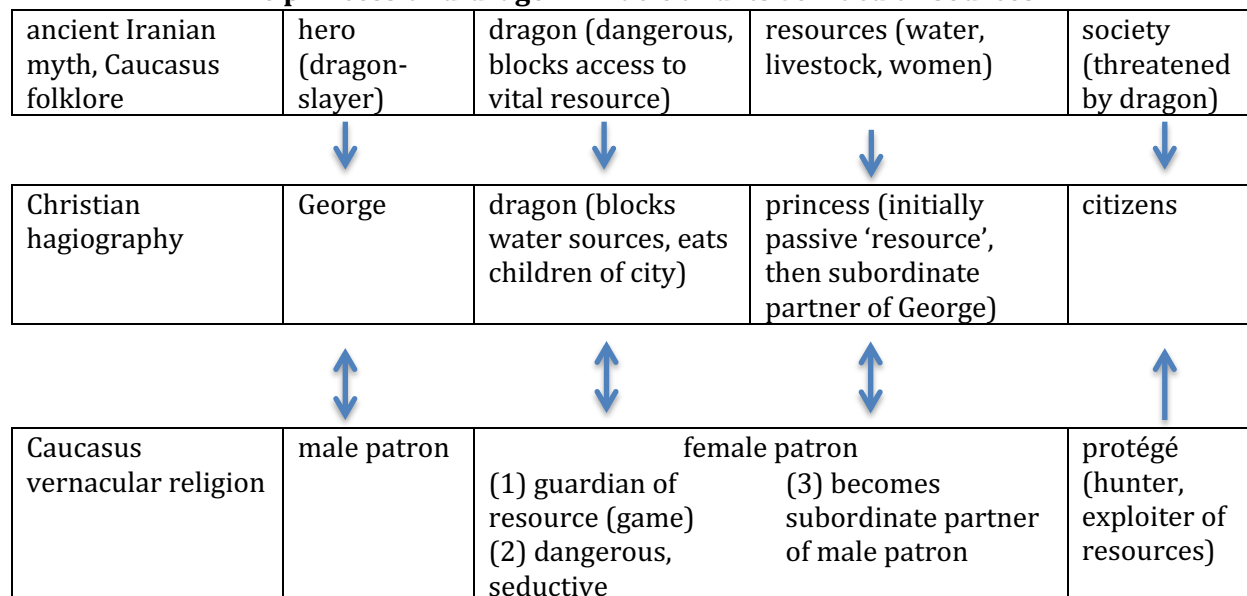 ancient Iranian
myth, Caucasus
folklore
hero
(dragon-
slayer)
dragon (dangerous,
blocks access to
vital resource)
resources (water,
livestock, women)
society
(threatened
by dragon)
Christian
hagiography
George
dragon (blocks
water sources, eats
children of city)
princess (initially
passive ‘resource’,
then subordinate
partner of George)
citizens
Caucasus
vernacular religion
male patron
female patron
(1) guardian of
resource (game)
(2) dangerous,
seductive
(3) becomes
subordinate partner
of male patron
protégé
(hunter,
exploiter of
resources)